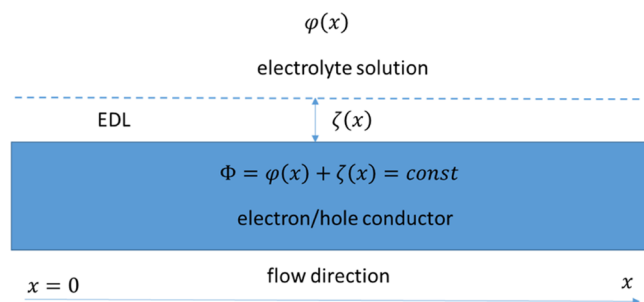 φ(x)
electrolyte solution
EDL
ζ(x)
Φ = φ(x) + ζ(x) = const
electron/hole conductor
flow direction
x = 0
x